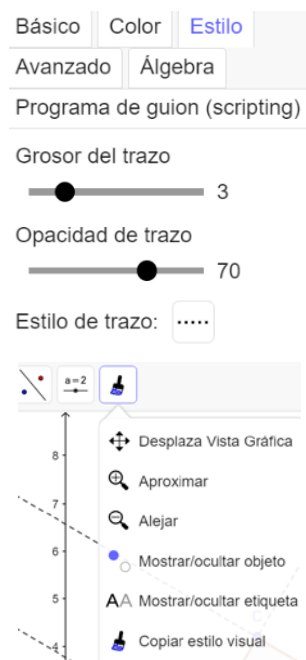 Básico Color Estilo
Avanzado Álgebra
Programa de guion (scripting)
Grosor del trazo
3
Opacidad de trazo
70
Estilo de trazo:
a=2
Desplaza Vista Gráfica
8
Aproximar
7
Alejar
6
Mostrar/ocultar objeto
5
AA Mostrar/ocultar etiqueta
4
Copiar estilo visual